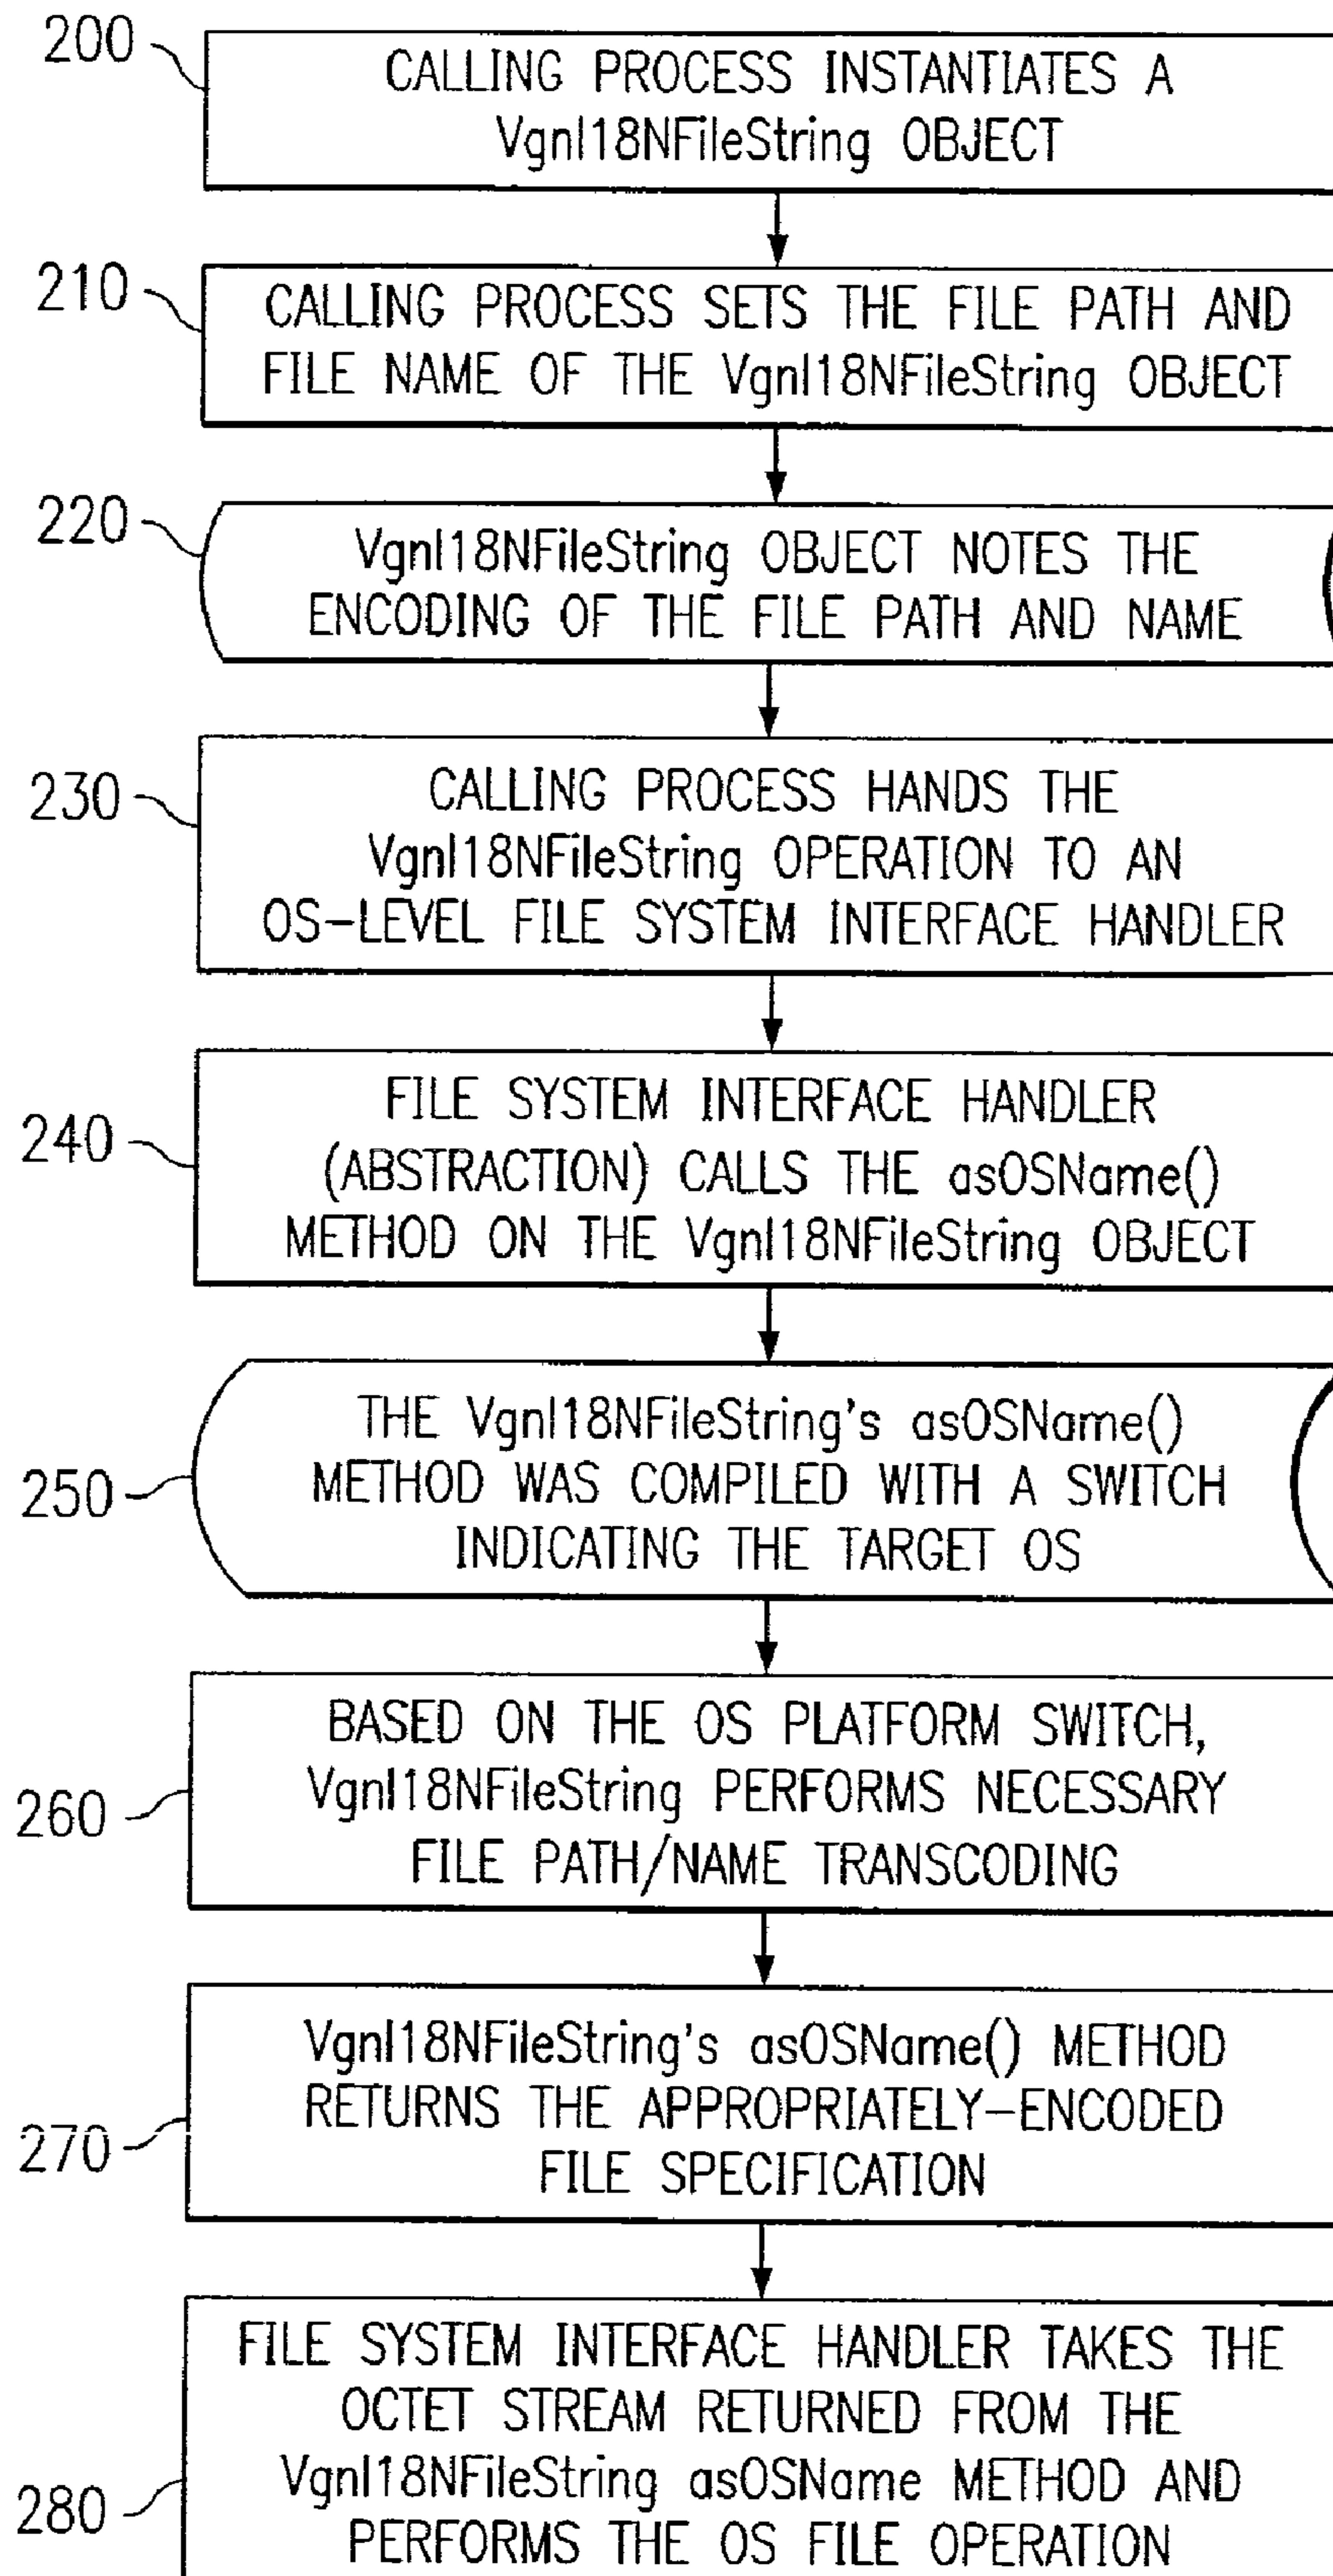 200
CALLING PROCESS INSTANTIATES A
VgnI18NFileString OBJECT
210
CALLING PROCESS SETS THE FILE PATH AND
FILE NAME OF THE VgnI18NFileString OBJECT
220
VgnI18NFileString OBJECT NOTES THE
ENCODING OF THE FILE PATH AND NAME
230
CALLING PROCESS HANDS THE
VgnI18NFileString OPERATION TO AN
OS-LEVEL FILE SYSTEM INTERFACE HANDLER
240
FILE SYSTEM INTERFACE HANDLER
(ABSTRACTION) CALLS THE asOSName()
METHOD ON THE VgnI18NFileString OBJECT
250
THE VgnI18NFileString's asOSName()
METHOD WAS COMPILED WITH A SWITCH
INDICATING THE TARGET OS
260
BASED ON THE OS PLATFORM SWITCH,
VgnI18NFileString PERFORMS NECESSARY
FILE PATH/NAME TRANSCODING
270
VgnI18NFileString's asOSName() METHOD
RETURNS THE APPROPRIATELY-ENCODED
FILE SPECIFICATION
280
FILE SYSTEM INTERFACE HANDLER TAKES THE
OCTET STREAM RETURNED FROM THE
VgnI18NFileString asOSName METHOD AND
PERFORMS THE OS FILE OPERATION